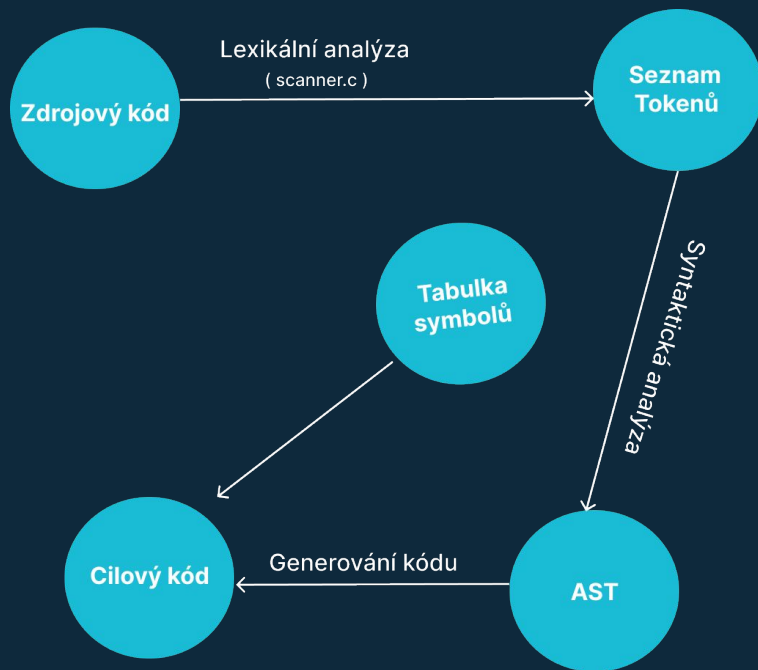 Lexikální analýza
( scanner.c )
Zdrojový kód
Seznam
Tokenů
Tabulka
symbolů
Syntaktická analýza
Generování kódu
Cilový kód
AST